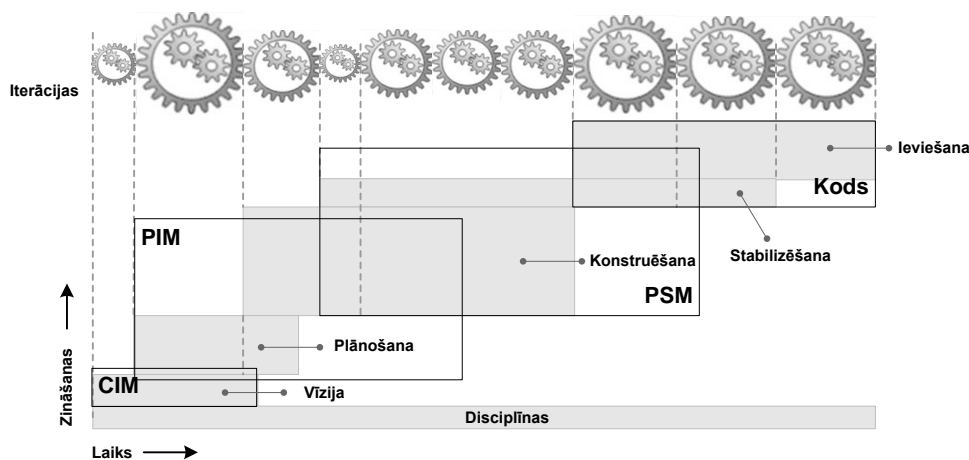 Iterācijas
Ieviešana
Kods
PIM
Stabilizēšana
Konstruēšana
PSM
Plānošana
Zināšanas
CIM
Vīzija
Disciplīnas
Laiks